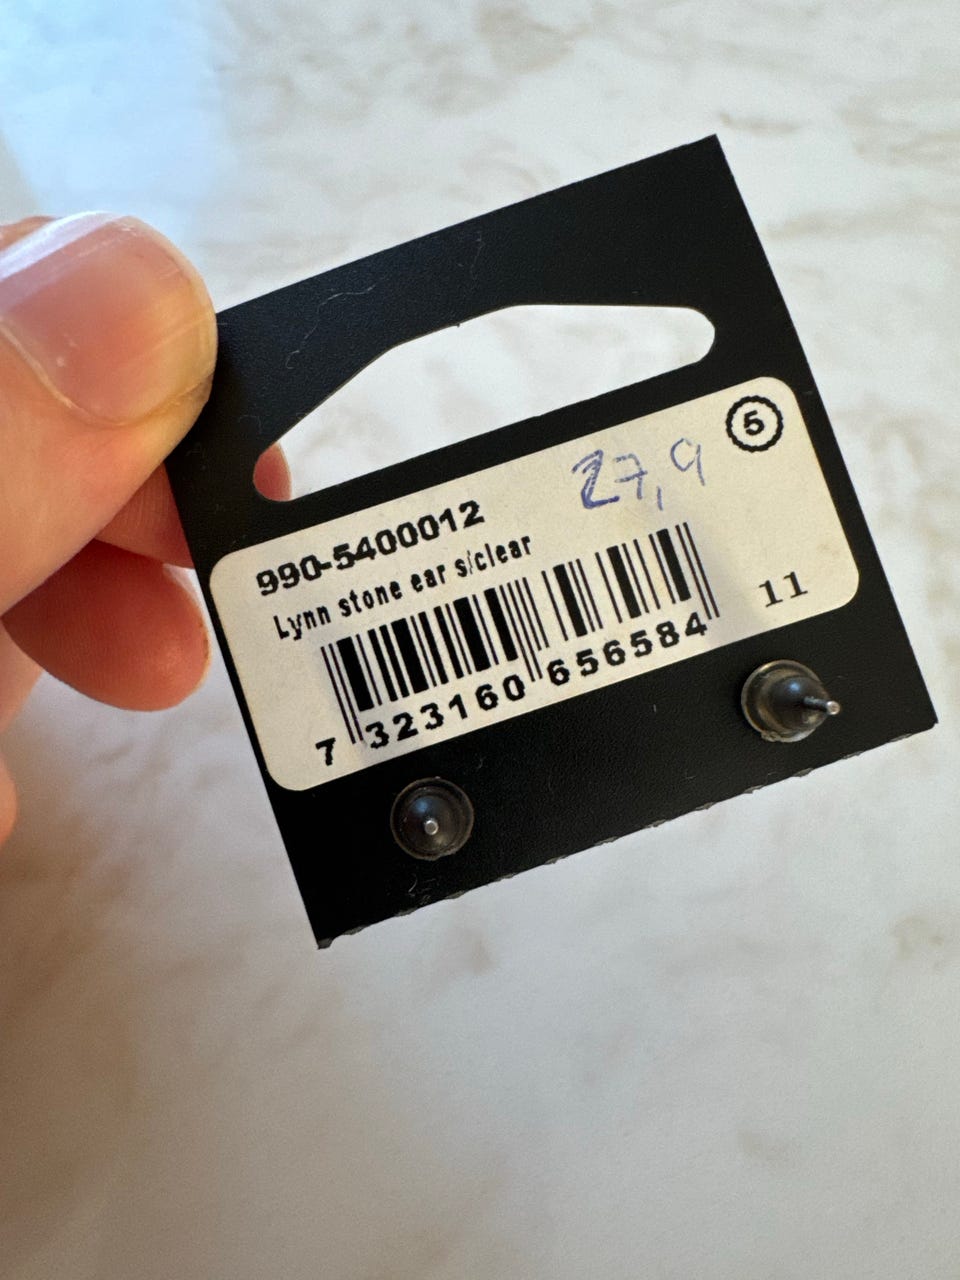 5
27,9
990-5400012
Lynn stone ear s/clear
7 323160 656584
11